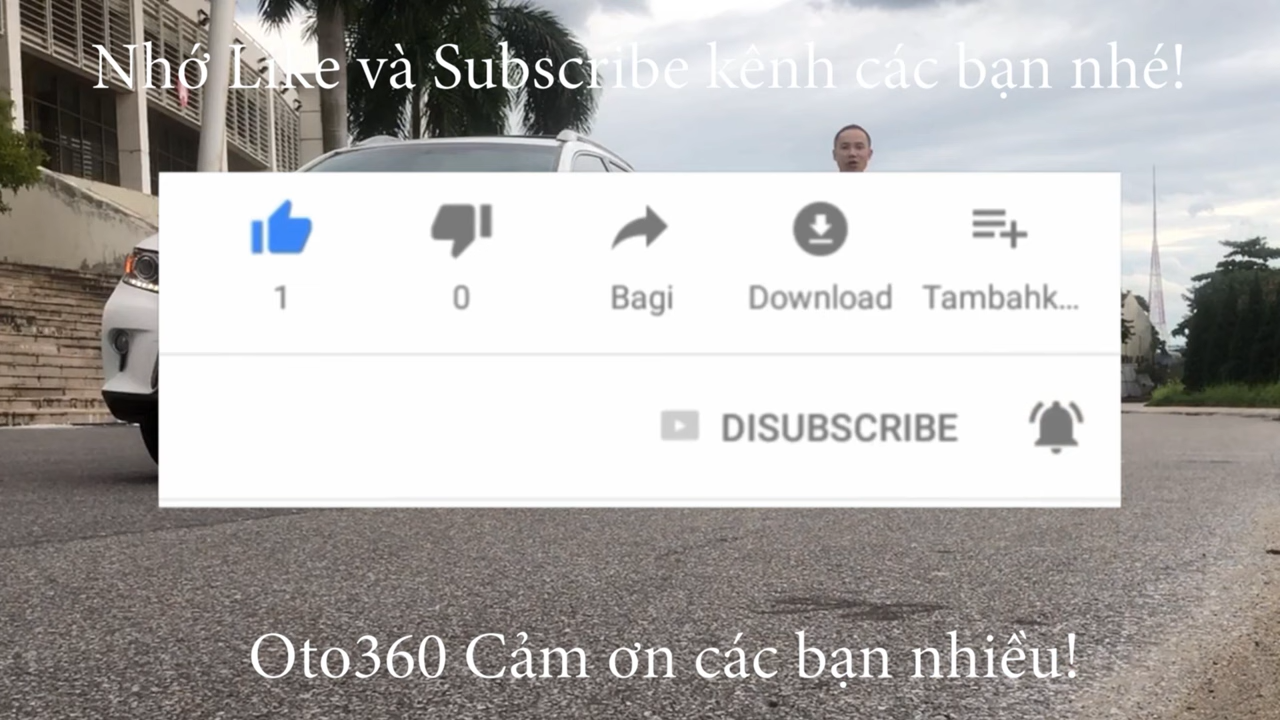 Nhớ Like và Subscribe kênh các bạn nhé!
1 0 Bagi Download Tambahk...
DISUBSCRIBE
Oto360 Cảm ơn các bạn nhiều!